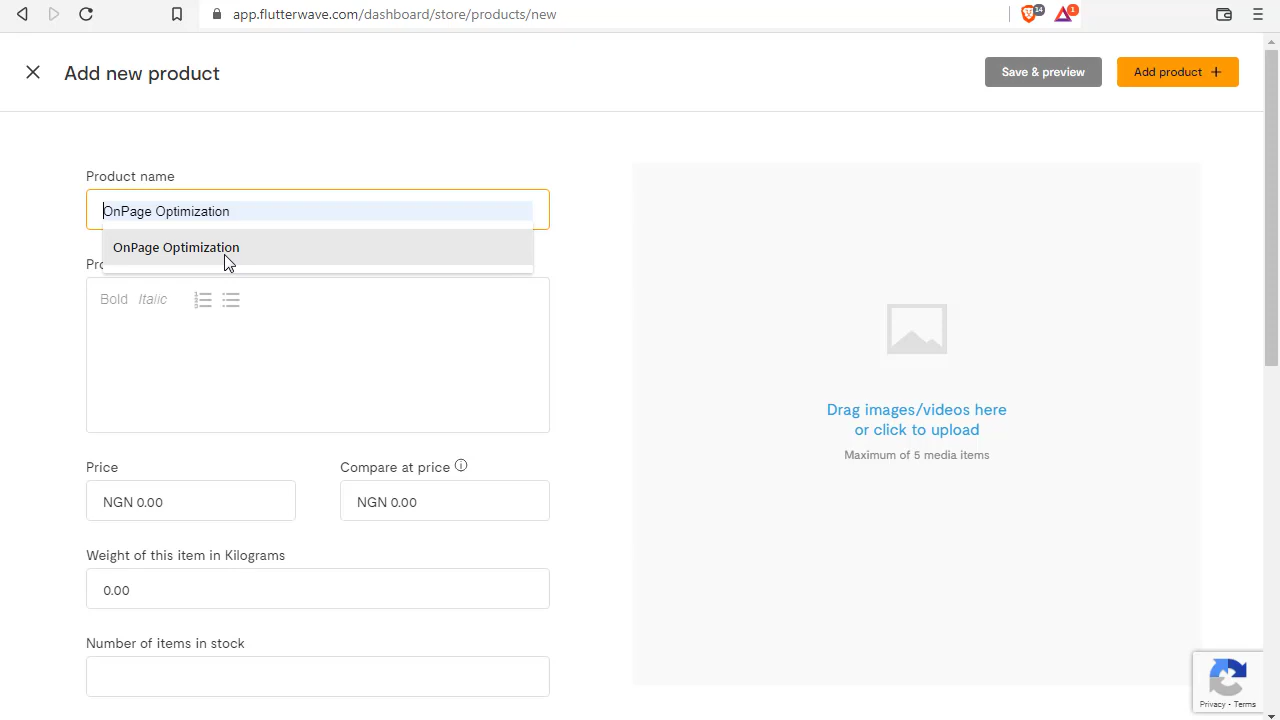 app.flutterwave.com/dashboard/store/products/new
14
1
Add new product
Save & preview
Add product +
Product name
OnPage Optimization
OnPage Optimization
Bold Italic
Drag images/videos here
or click to upload
Maximum of 5 media items
Price
Compare at price
NGN 0.00
NGN 0.00
Weight of this item in Kilograms
0.00
Number of items in stock
Privacy - Terms